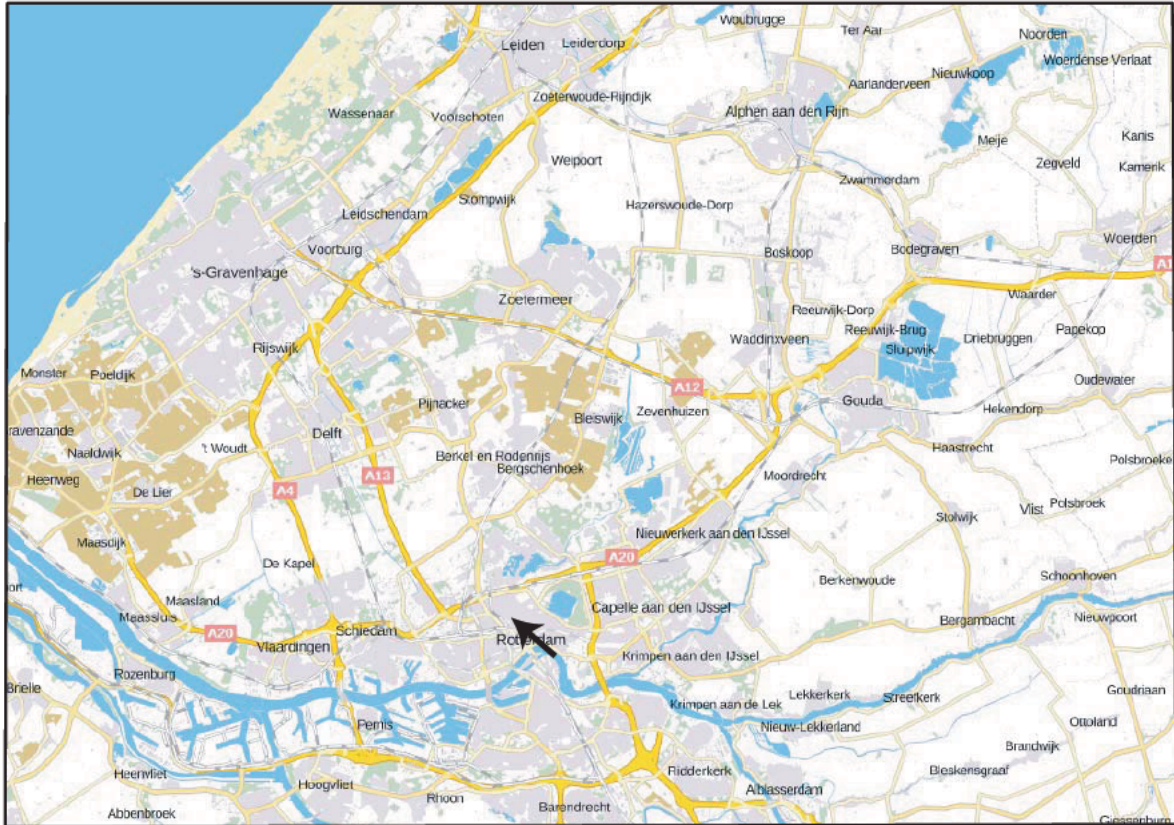 Woubrugge
Noorden
Leiden
Leiderdorp
Ter Aar
Woerdense Verlaat
Nieuwkoop
Aarlanderveen
Zoeterwoude-Rijndijk
Wassenaar
Voorschoten
Alphen aan den Rijn
Kanis
Meije
Weipoort
Zegveld
Kamerik
Zwammerdam
Stompwijk
Hazerswoude-Dorp
Leidschendam
Woerden
Voorburg
Boskoop
Bodegraven
A1
's-Gravenhage
Zoetermeer
Waarder
Reeuwijk-Dorp
Reeuwijk-Brug
Papekop
Waddinxveen
Driebruggen
Rijswijk
Sluipwijk
Monster
Poeldijk
Oudewater
A12
Gouda
Pijnacker
Zevenhuizen
Hekendorp
Bleiswijk
ravenzande
Delft
't Woudt
Haastrecht
Naaldwijk
Berkel en Rodenrijs
Polsbroeke
Bergschenhoek
Heenweg
A13
Moordrecht
De Lier
A4
Polsbroek
Vlist
Stolwijk
Nieuwerkerk aan den IJssel
Maasdijk
A20
De Kapel
Berkenwoude
Schoonhoven
Maasland
Capelle aan den IJssel
Maassluis
Nieuwpoort
Bergambacht
A20
Schiedam
Rotterdam
Vlaardingen
Krimpen aan den IJssel
Rozenburg
Brielle
Lekkerkerk
Goudriaan
Streefkerk
Krimpen aan de Lek
Pernis
Nieuw-Lekkerland
Ottoland
Brandwijk
Heenvliet
Ridderkerk
Bleskensgraaf
Hoogvliet
Alblasserdam
Rhoon
Barendrecht
Abbenbroek
Giessenburg